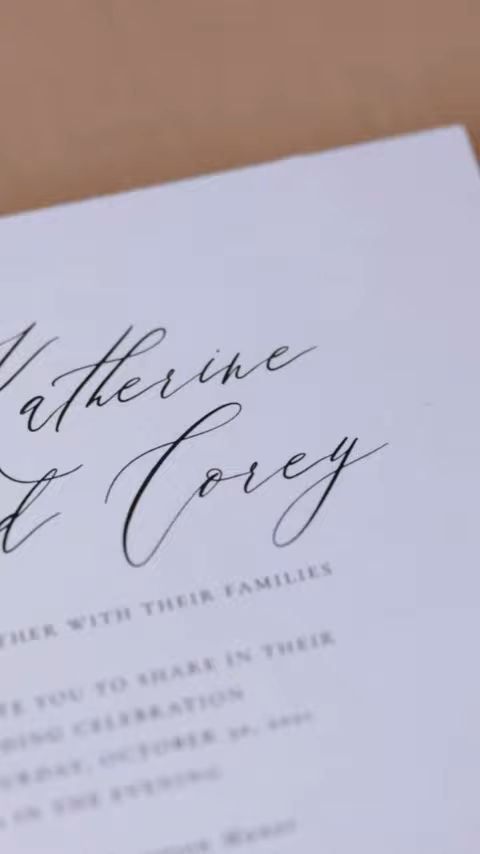 Katherine
d Corey
THER WITH THEIR FAMILIES
TE YOU TO SHARE IN THEIR
DING CELEBRATION
URDAY, OCTOBER
IN THE EVENING